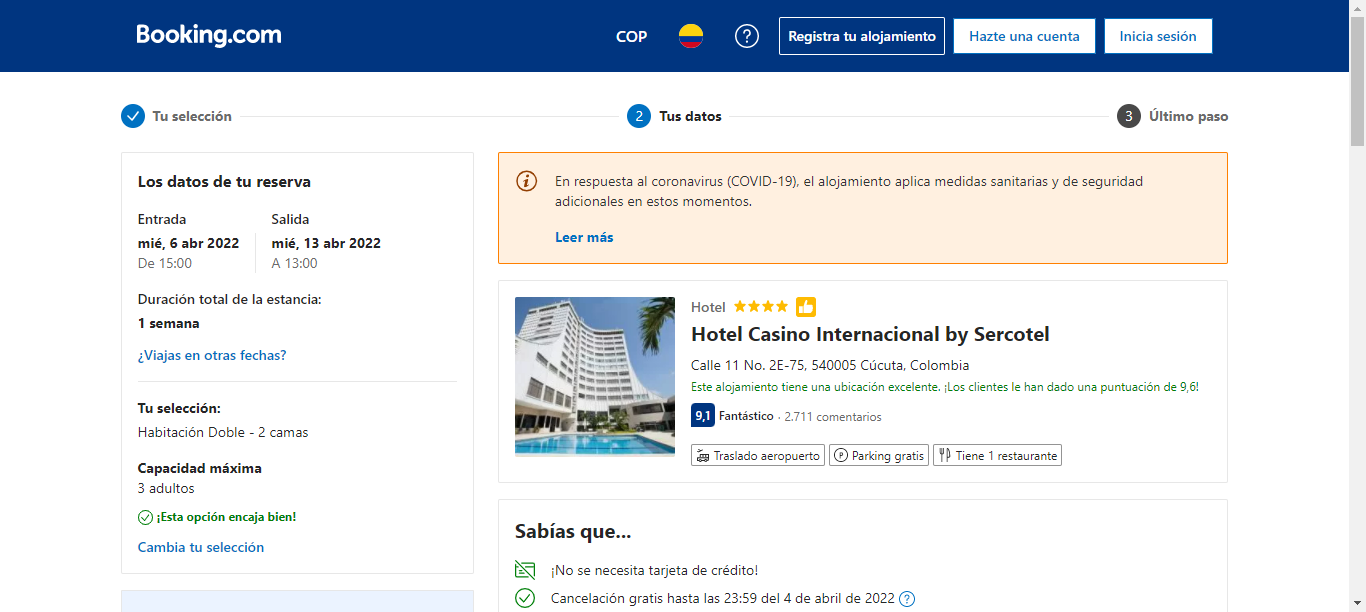 Booking.com
COP
?
Registra tu alojamiento
Hazte una cuenta
Inicia sesión
Tu selección
2 Tus datos
3 Último paso
Los datos de tu reserva
Entrada
Salida
mié, 6 abr 2022
mié, 13 abr 2022
De 15:00
A 13:00
Duración total de la estancia:
1 semana
¿Viajas en otras fechas?
Tu selección:
Habitación Doble - 2 camas
Capacidad máxima
3 adultos
¡Esta opción encaja bien!
Cambia tu selección
i
En respuesta al coronavirus (COVID-19), el alojamiento aplica medidas sanitarias y de seguridad
adicionales en estos momentos.
Leer más
Hotel
Hotel Casino Internacional by Sercotel
Calle 11 No. 2E-75, 540005 Cúcuta, Colombia
Este alojamiento tiene una ubicación excelente. ¡Los clientes le han dado una puntuación de 9,6!
9,1 Fantástico · 2.711 comentarios
Traslado aeropuerto
P Parking gratis
Tiene 1 restaurante
Sabías que...
¡No se necesita tarjeta de crédito!
Cancelación gratis hasta las 23:59 del 4 de abril de 2022 ?